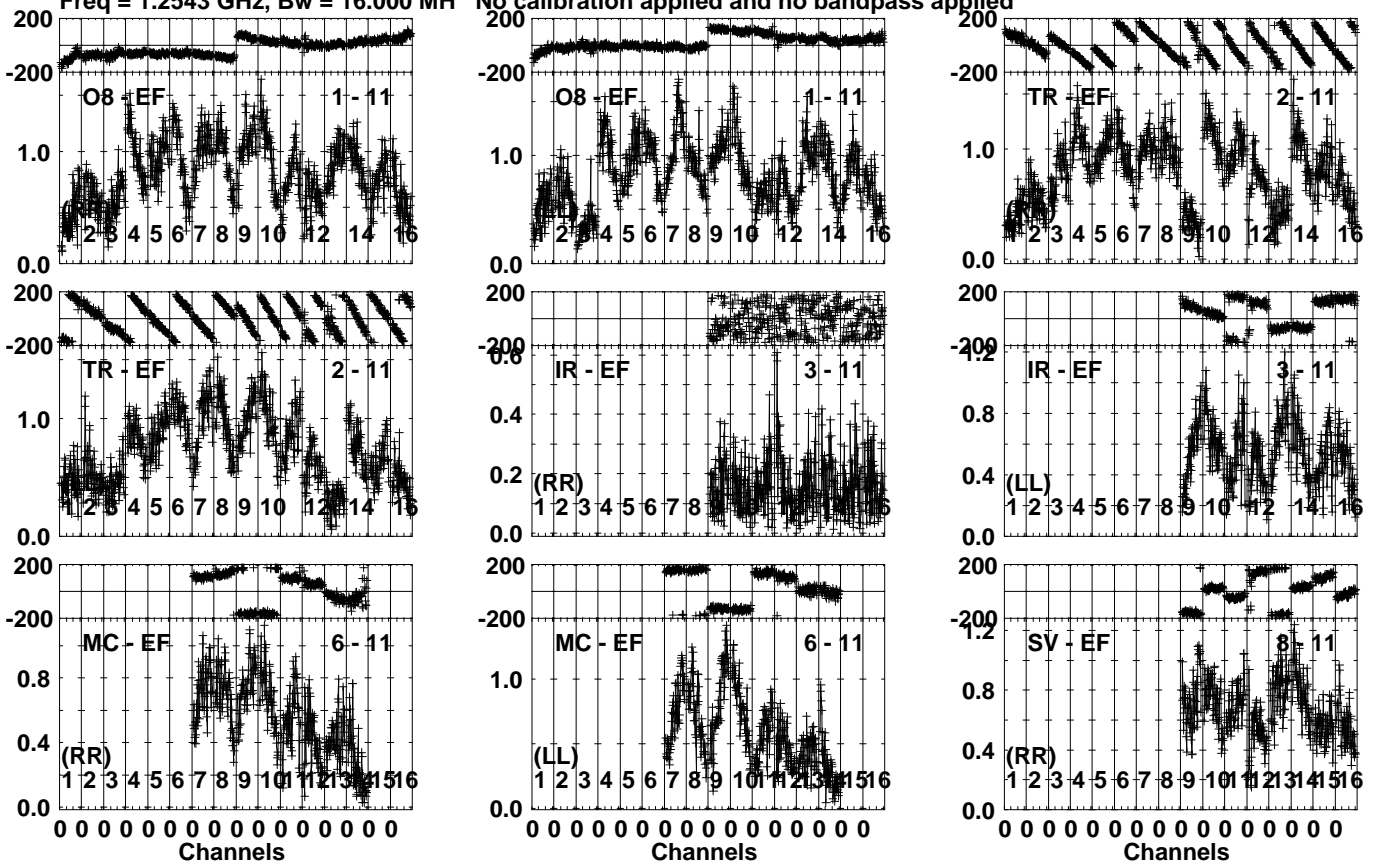 Freq = 1.2543 GHz, Bw = 16.000 MH   No calibration applied and no bandpass applied
200 200 200
-200 -200 -200
O8 - EF 1 - 11 O8 - EF 1 - 11 TR - EF 2 - 11
1.0 1.0 1.0
(LL) (RR)
2 3 4 5 6 7 8 9 10 12 14 16 2 4 5 6 7 8 9 10 12 14 16 1 2 3 4 5 6 7 8 9 10 12 14 16
0.0 0.0 0.0
200 200 200
-200 -200 -200
0.6 1.2
TR - EF 2 - 11 IR - EF 3 - 11 IR - EF 3 - 11
1.0 0.4 0.8
0.2 0.4
(RR) (LL)
2 3 4 5 6 7 8 9 10 12 14 16 1 2 3 4 5 6 7 8 16 1 2 3 4 5 6 7 8 9 10 12 14 16
0.0 0.0 0.0
200 200 200
-200 -200 -200
1.2
MC - EF 6 - 11 MC - EF 6 - 11 SV - EF 8 - 11
0.8 1.0 0.8
0.4 0.4
(RR) (LL) (RR)
1 2 3 4 5 6 7 8 9 10 11 12 13 14 15 16 1 2 3 4 5 6 7 8 9 10 11 12 13 14 15 16 1 2 3 4 5 6 7 8 9 10 11 12 13 14 15 16
0.0 0.0 0.0
0 0 0 0 0 0 0 0 0 0 0 0 0 0 0 0 0 0 0 0 0 0 0 0 0 0 0 0 0 0 0 0 0 0 0 0 0 0 0 0 0 0 0 0 0 0 0 0
Channels Channels Channels